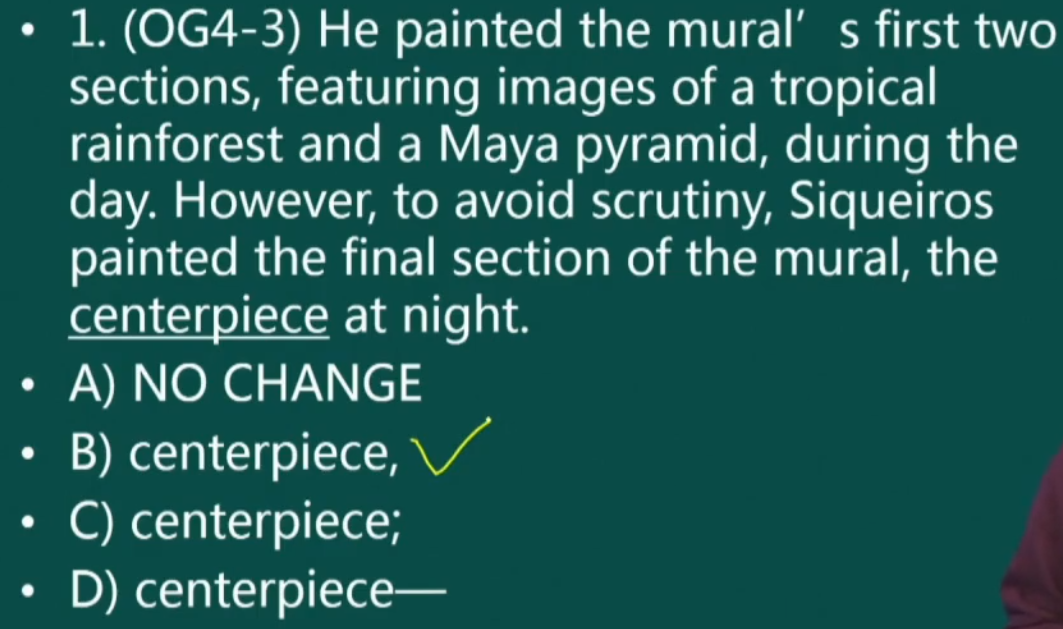 • 1. (OG4-3) He painted the mural’ s first two
sections, featuring images of a tropical
rainforest and a Maya pyramid, during the
day. However, to avoid scrutiny, Siqueiros
painted the final section of the mural, the
centerpiece at night.
• A) NO CHANGE
• B) centerpiece,
• C) centerpiece;
• D) centerpiece—